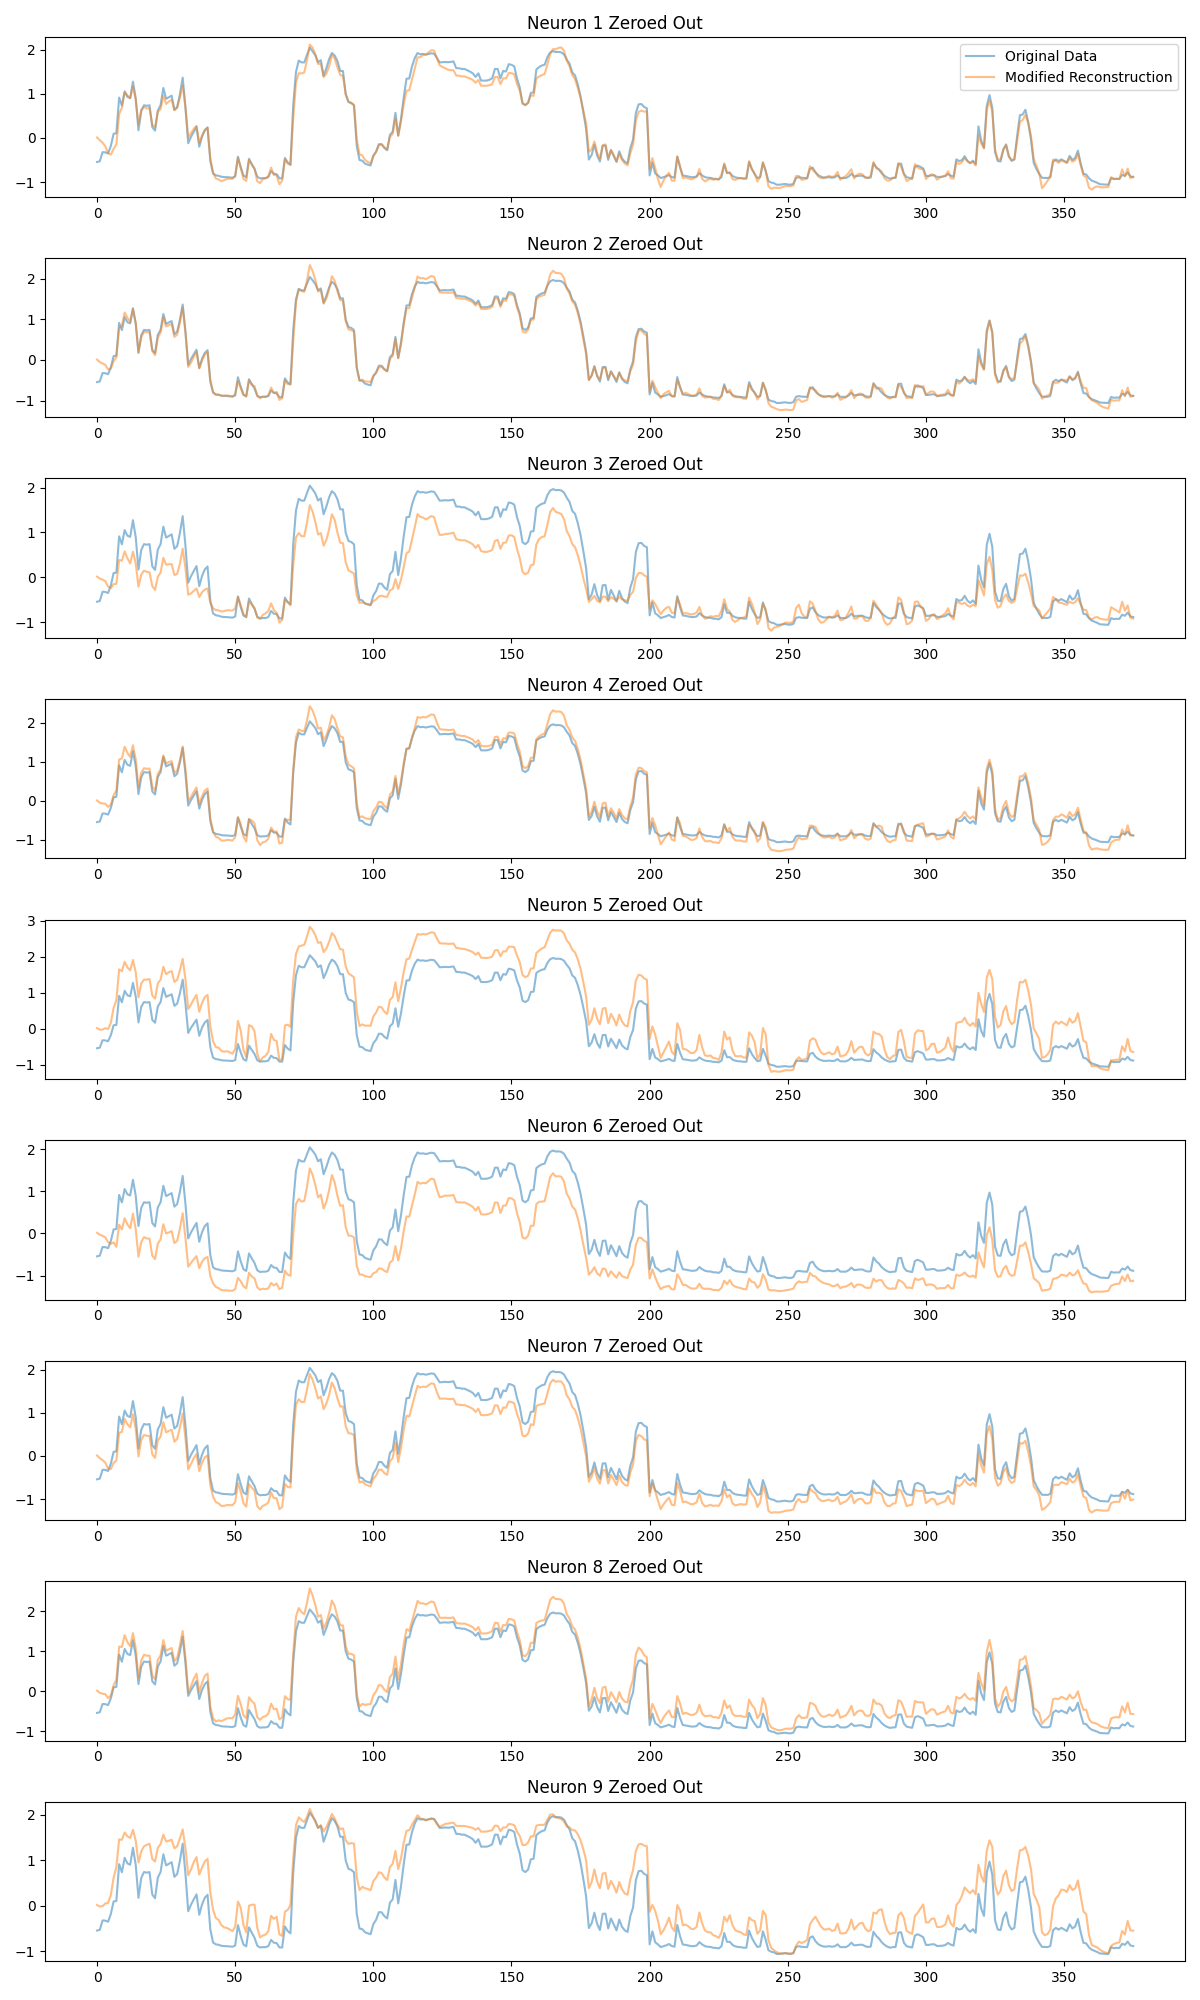 Neuron 1 Zeroed Out
2
1
0
−1
Original Data
Modified Reconstruction
0 50 100 150 200 250 300 350
Neuron 2 Zeroed Out
2
1
0
−1
0 50 100 150 200 250 300 350
Neuron 3 Zeroed Out
2
1
0
−1
0 50 100 150 200 250 300 350
Neuron 4 Zeroed Out
2
1
0
−1
0 50 100 150 200 250 300 350
Neuron 5 Zeroed Out
3
2
1
0
−1
0 50 100 150 200 250 300 350
Neuron 6 Zeroed Out
2
1
0
−1
0 50 100 150 200 250 300 350
Neuron 7 Zeroed Out
2
1
0
−1
0 50 100 150 200 250 300 350
Neuron 8 Zeroed Out
2
1
0
−1
0 50 100 150 200 250 300 350
Neuron 9 Zeroed Out
2
1
0
−1
0 50 100 150 200 250 300 350